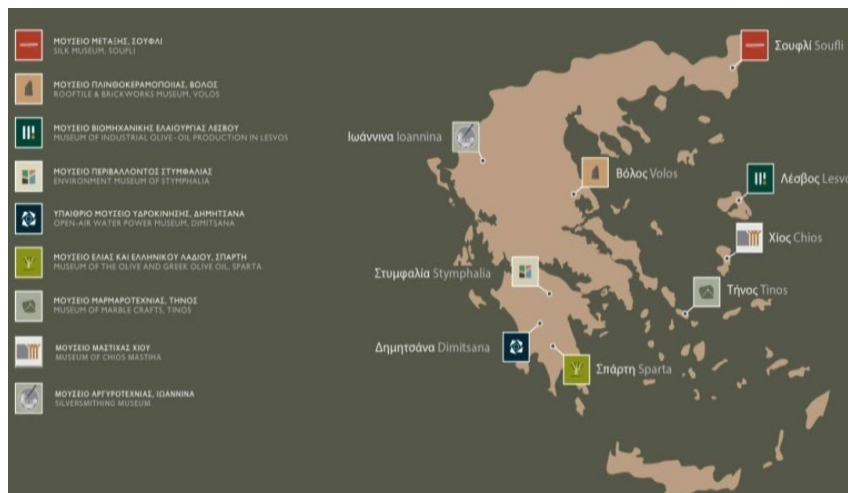 ΜΟΥΣΕΙΟ ΜΕΤΑΞΗΣ, ΣΟΥΦΛΙ
SILK MUSEUM, SOUFLI
ΜΟΥΣΕΙΟ ΠΛΙΝΘΟΚΕΡΑΜΟΠΟΙΙΑΣ, ΒΟΛΟΣ
ROOFTILE & BRICKWORKS MUSEUM, VOLOS
ΜΟΥΣΕΙΟ ΒΙΟΜΗΧΑΝΙΚΗΣ ΕΛΑΙΟΥΡΓΙΑΣ ΛΕΣΒΟΥ
MUSEUM OF INDUSTRIAL OLIVE-OIL PRODUCTION IN LESVOS
ΜΟΥΣΕΙΟ ΠΕΡΙΒΑΛΛΟΝΤΟΣ ΣΤΥΜΦΑΛΙΑΣ
ENVIRONMENT MUSEUM OF STYMPHALIA
ΥΠΑΙΘΡΙΟ ΜΟΥΣΕΙΟ ΥΔΡΟΚΙΝΗΣΗΣ, ΔΗΜΗΤΣΑΝΑ
OPEN-AIR WATER POWER MUSEUM, DIMITSANA
ΜΟΥΣΕΙΟ ΕΛΙΑΣ ΚΑΙ ΕΛΛΗΝΙΚΟΥ ΛΑΔΙΟΥ, ΣΠΑΡΤΗ
MUSEUM OF THE OLIVE AND GREEK OLIVE OIL, SPARTA
ΜΟΥΣΕΙΟ ΜΑΡΜΑΡΟΤΕΧΝΙΑΣ, ΤΗΝΟΣ
MUSEUM OF MARBLE CRAFTS, TINOS
ΜΟΥΣΕΙΟ ΜΑΣΤΙΧΑΣ ΧΙΟΥ
MUSEUM OF CHIOS MASTIHA
ΜΟΥΣΕΙΟ ΑΡΓΥΡΟΤΕΧΝΙΑΣ, ΙΩΑΝΝΙΝΑ
SILVERSMITHING MUSEUM
Σουφλί Soufli
Ιωάννινα Ioannina
Βόλος Volos
Λέσβος Lesvo
Χίος Chios
Στυμφαλία Stymphalia
Τήνος Tinos
Δημητσάνα Dimitsana
Σπάρτη Sparta